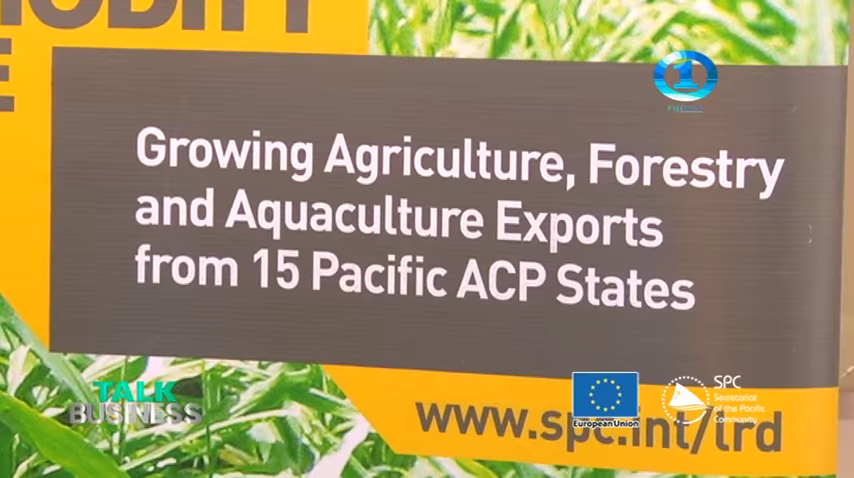 Growing Agriculture, Forestry
and Aquaculture Exports
from 15 Pacific ACP States
www.spc.int/lrd
TALK
BUSINESS
European Union
SPC
Secretariat
of the Pacific
Community
1